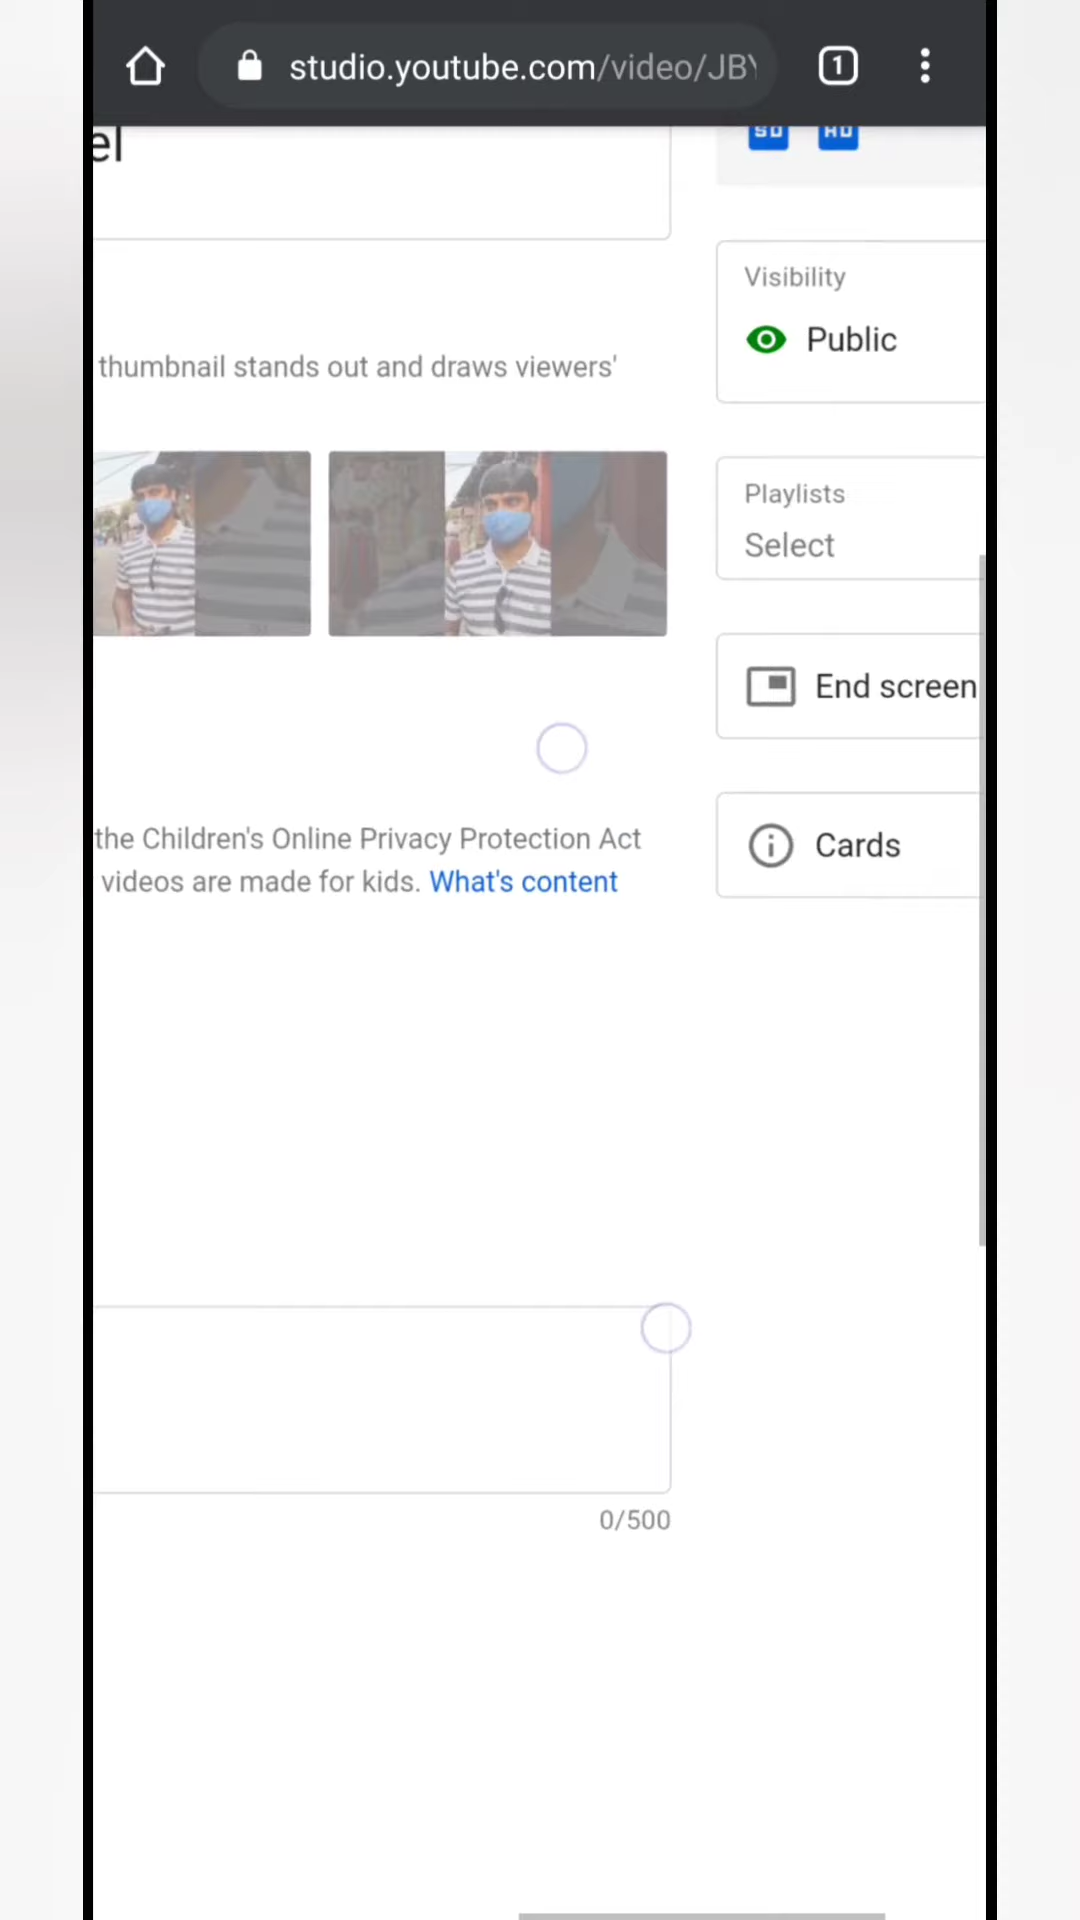 studio.youtube.com/video/JBY
1
el
SD HD
Visibility
Public
thumbnail stands out and draws viewers'
Playlists
Select
End screen
the Children's Online Privacy Protection Act
videos are made for kids. What's content
Cards
0/500